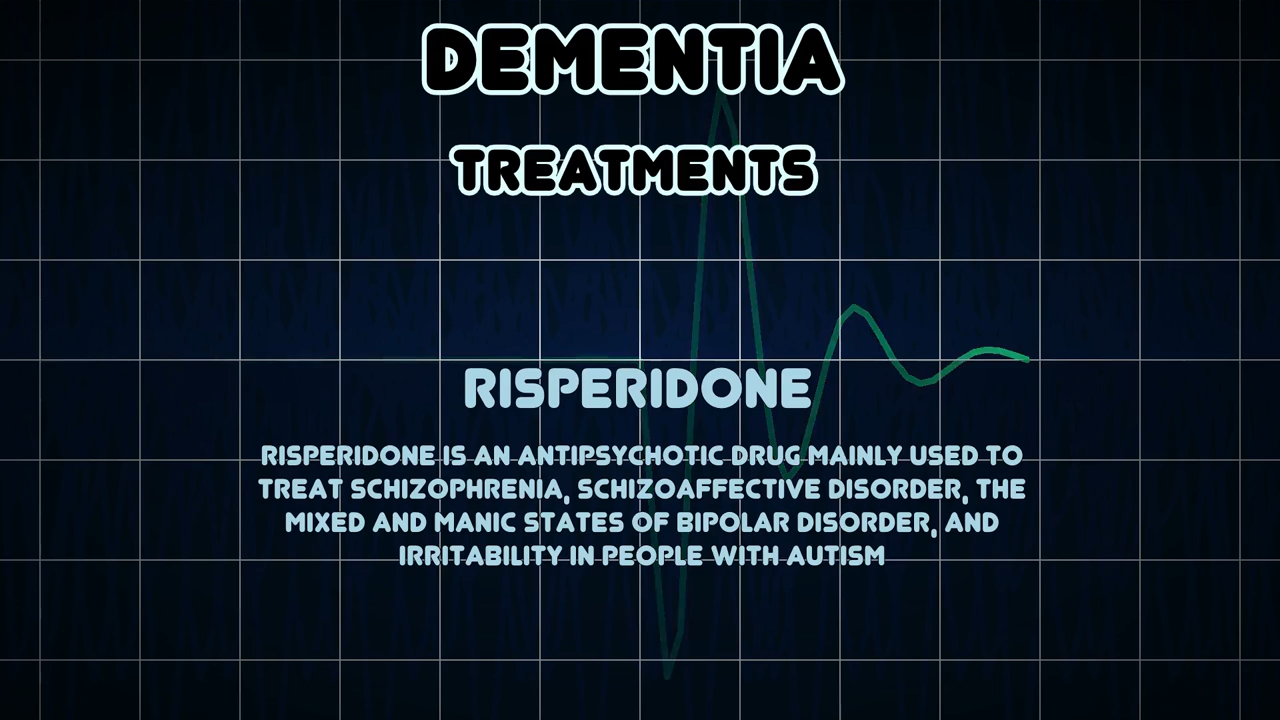 DEMENTIA
TREATMENTS
RISPERIDONE
RISPERIDONE IS AN ANTIPSYCHOTIC DRUG MAINLY USED TO
TREAT SCHIZOPHRENIA, SCHIZOAFFECTIVE DISORDER, THE
MIXED AND MANIC STATES OF BIPOLAR DISORDER, AND
IRRITABILITY IN PEOPLE WITH AUTISM